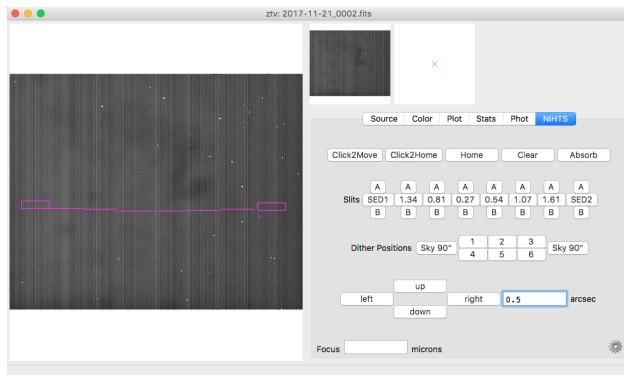 ztv: 2017-11-21_0002.fits
Source Color Plot Stats Phot NIHTS
Click2Move Click2Home Home Clear Absorb
A A A A A A A A
Slits SED1 1.34 0.81 0.27 0.54 1.07 1.61 SED2
B B B B B B B B
Dither Positions Sky 90" 1 2 3 Sky 90"
4 5 6
up
left right 0.5 arcsec
down
Focus microns